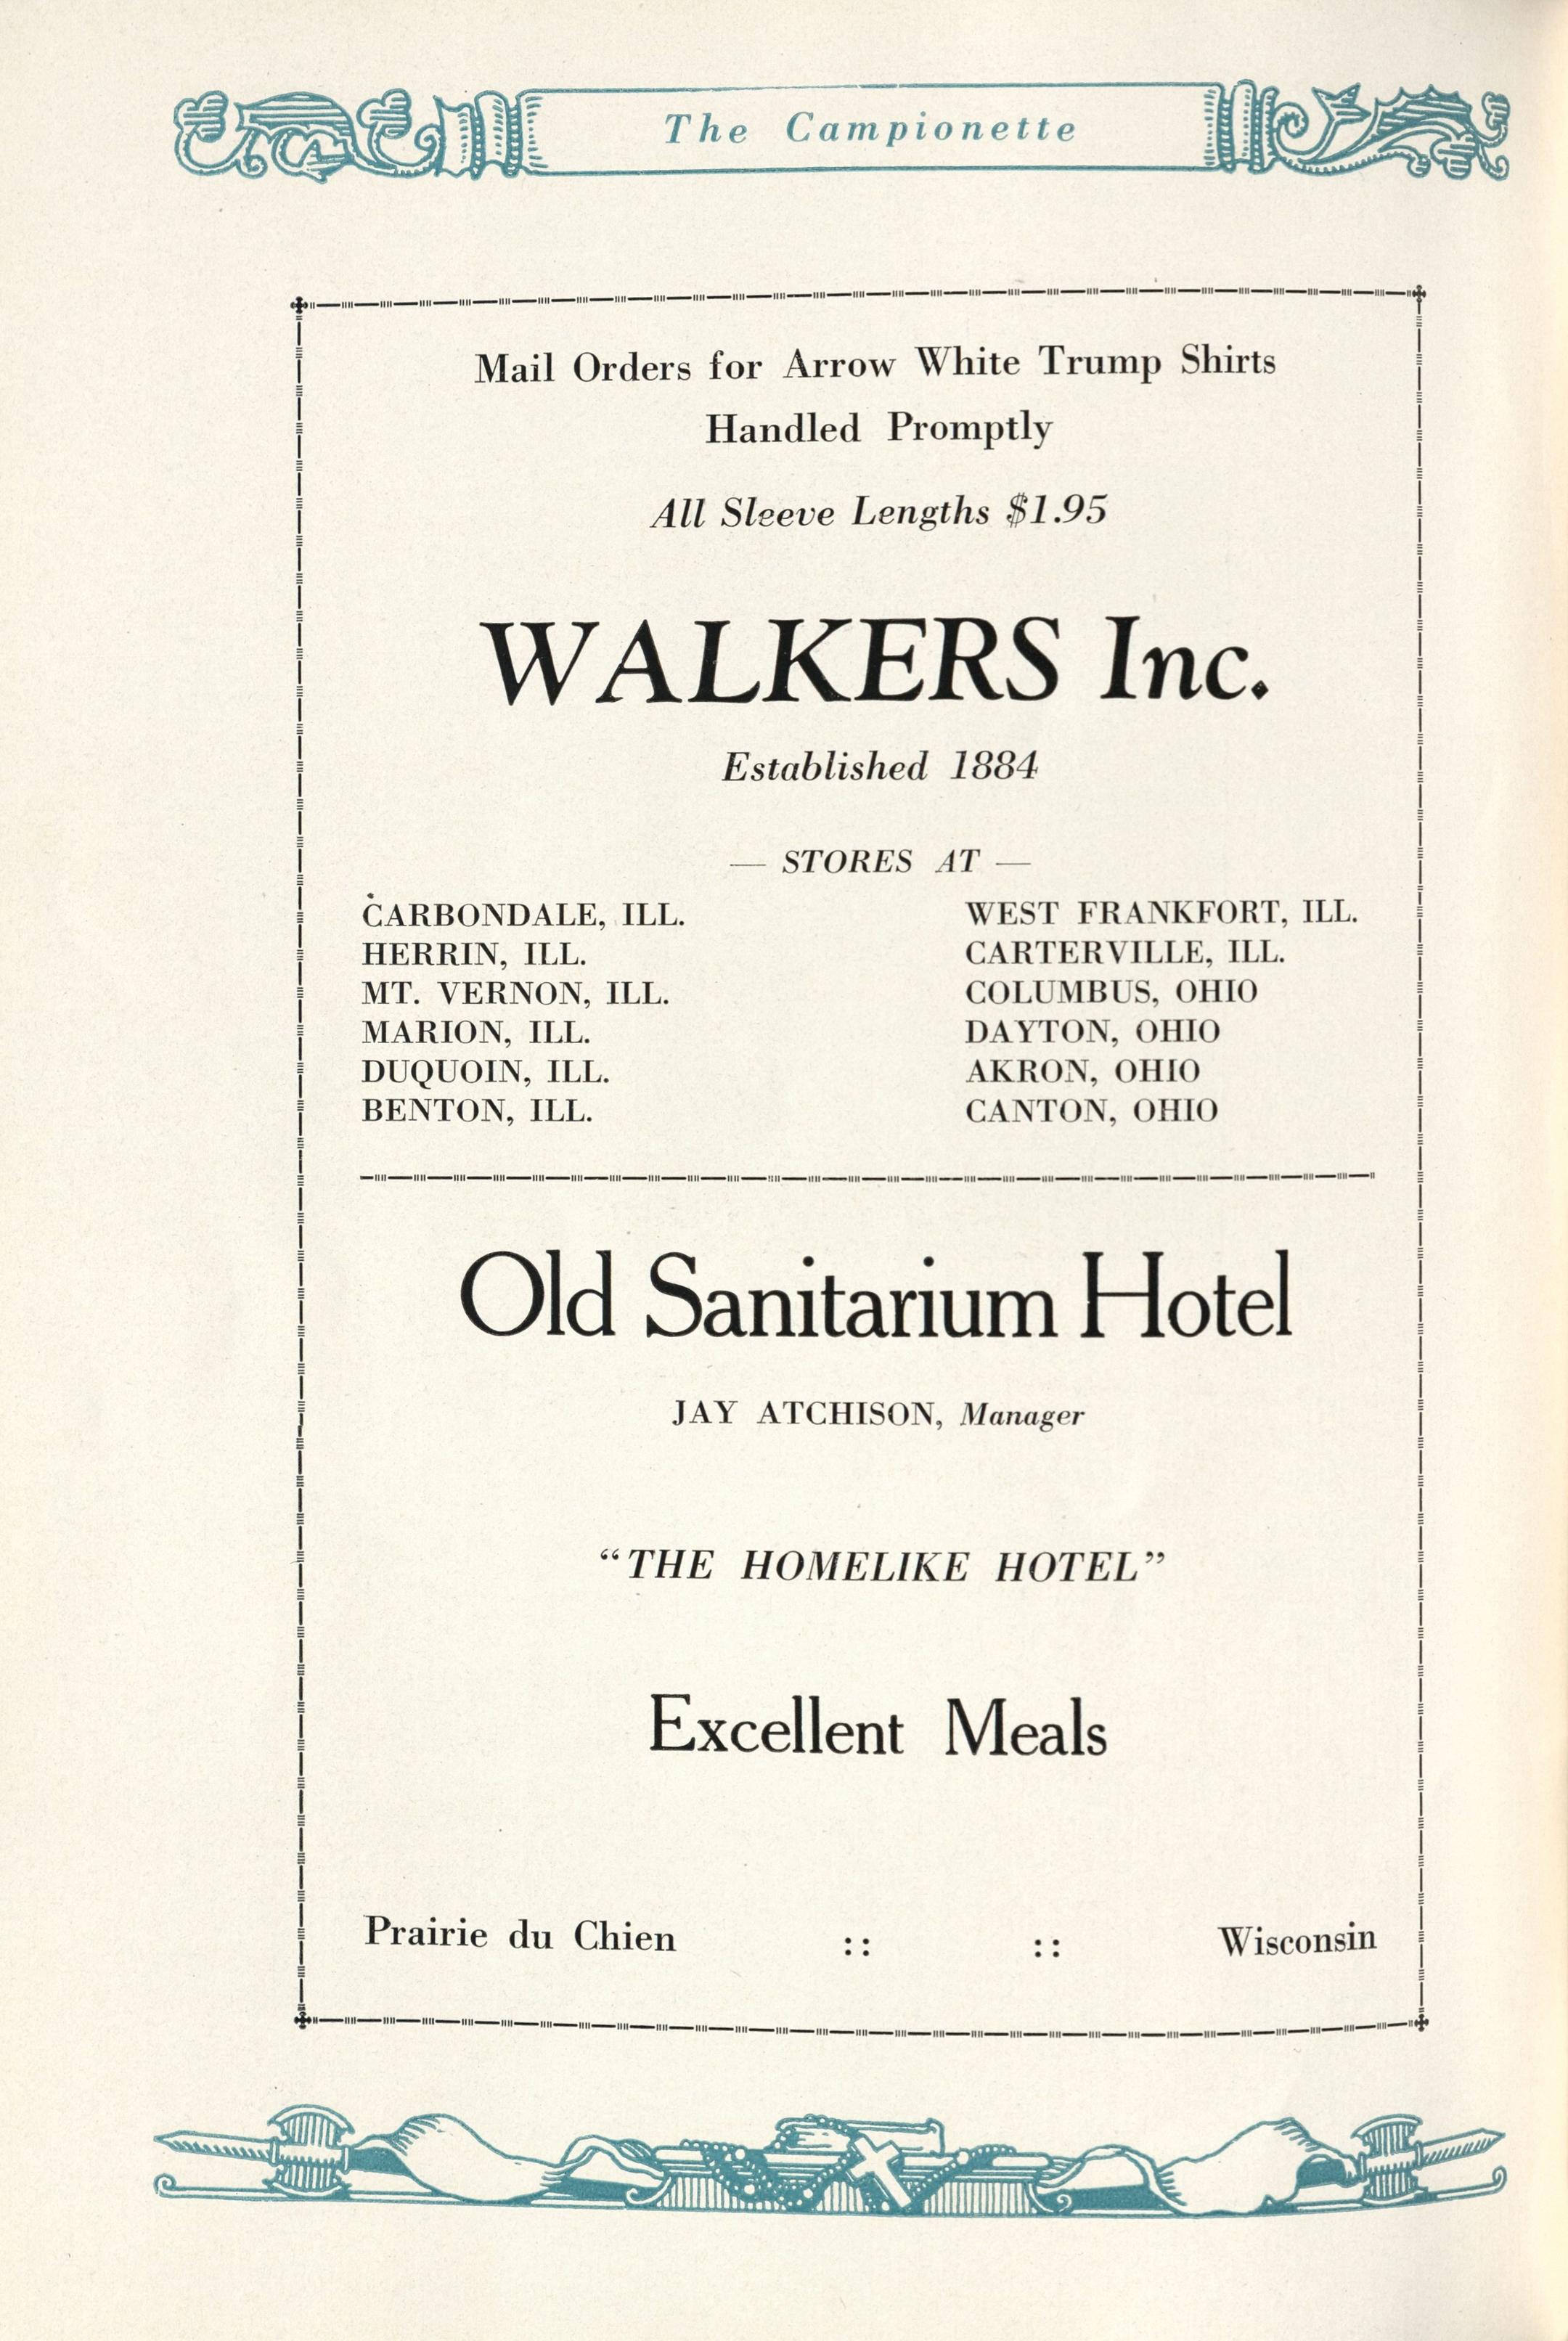 The Campionette
Mail Orders for Arrow White Trump Shirts
Handled Promptly
All Sleeve Lengths $1.95
WALKERS Inc.
Established 1884
— STORES AT —
CARBONDALE, ILL.
HERRIN, ILL.
MT. VERNON, ILL.
MARION, ILL.
DUQUOIN, ILL.
BENTON, ILL.
WEST FRANKFORT, ILL.
CARTERVILLE, ILL.
COLUMBUS, OHIO
DAYTON, OHIO
AKRON, OHIO
CANTON, OHIO
Old Sanitarium Hotel
JAY ATCHISON, Manager
“THE HOMELIKE HOTEL”
Excellent Meals
Prairie du Chien :: :: Wisconsin